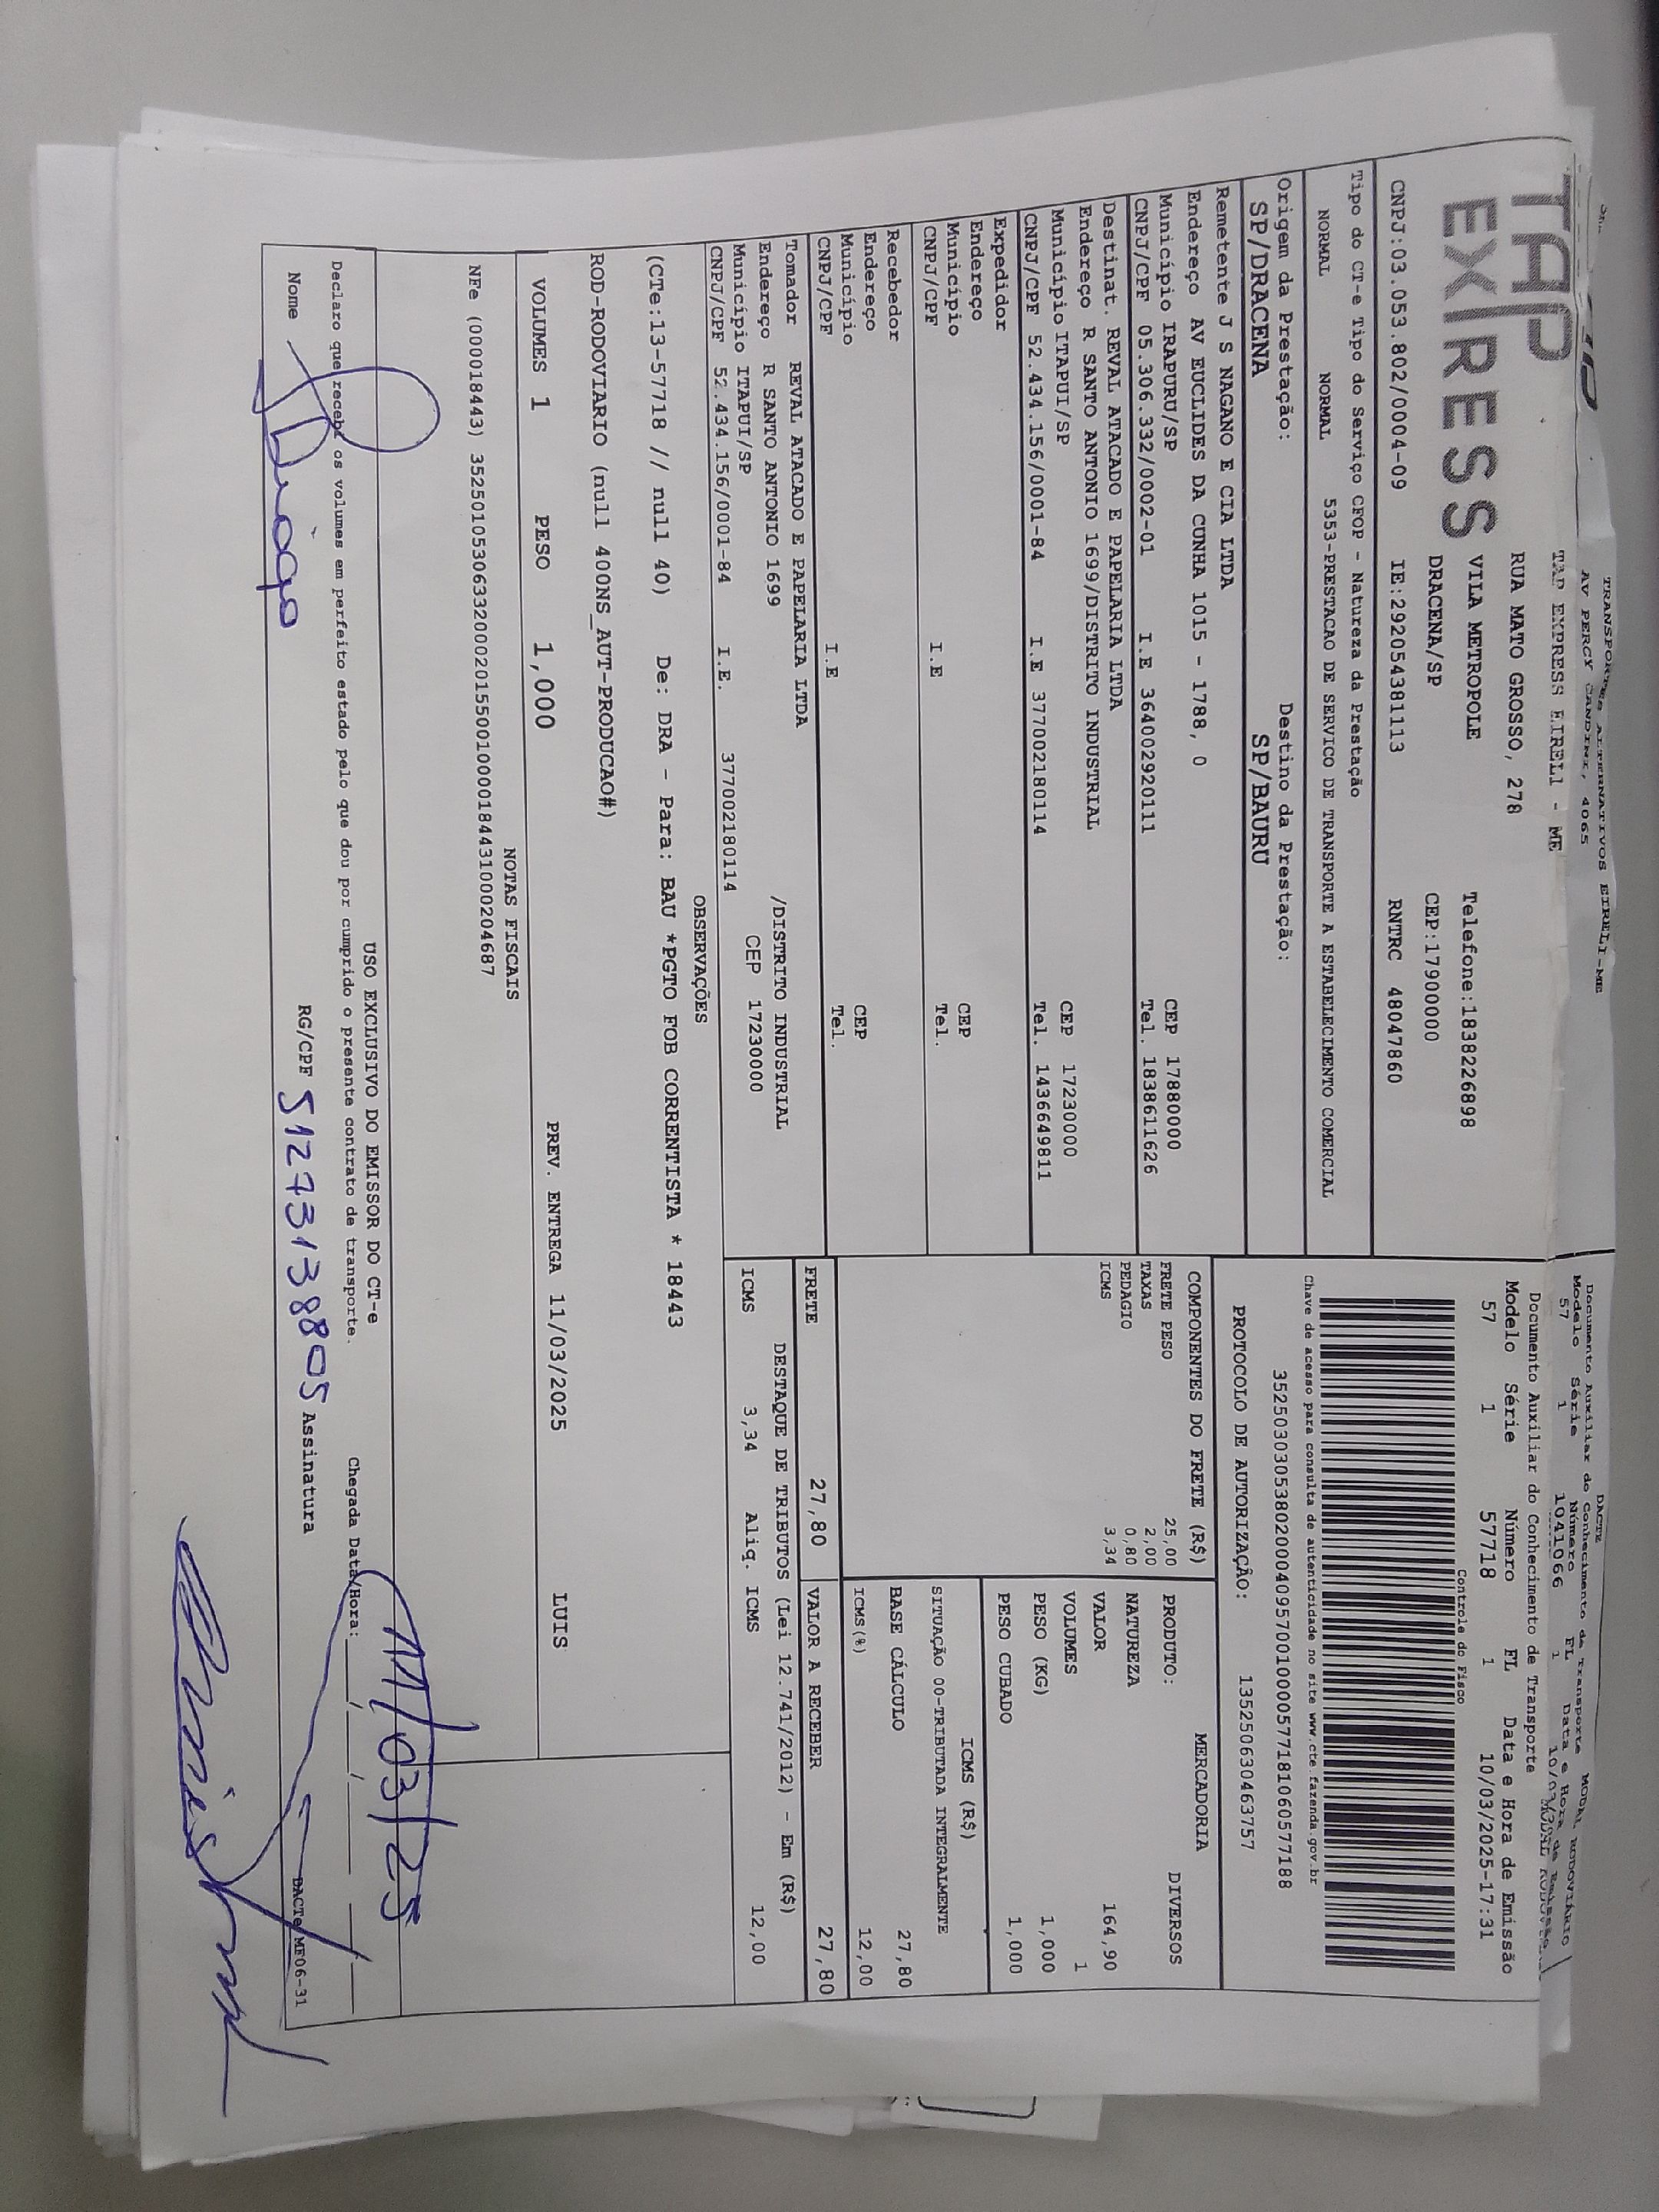 TRANSPORTES ALTERNATIVOS EIRELI-ME
AV PERCY GANDINI, 4065
DACTE
MODAL RODOVIÁRIO
Documento Auxiliar do Conhecimento de Transporte
Modelo Série Número FL Data e Hora de Emissão
57 1 1041066 1
TAP EXPRESS
TAP EXPRESS EIRELI - ME
RUA MATO GROSSO, 278
VILA METROPOLE Telefone:1838226898
DRACENA/SP CEP:17900000
CNPJ:03.053.802/0004-09 IE:292054381113 RNTRC 48047860
Documento Auxiliar do Conhecimento de Transporte
Modelo Série Número FL Data e Hora de Emissão
57 1 57718 1 10/03/2025-17:31
Controle do Fisco
Chave de acesso para consulta de autenticidade no site www.cte.fazenda.gov.br
35250303053802000409570010000577181060577188
PROTOCOLO DE AUTORIZAÇÃO: 135250630463757
Tipo do CT-e Tipo do Serviço CFOP - Natureza da Prestação
NORMAL NORMAL 5353-PRESTACAO DE SERVICO DE TRANSPORTE A ESTABELECIMENTO COMERCIAL
Origem da Prestação: Destino da Prestação:
SP/DRACENA SP/BAURU
Remetente J S NAGANO E CIA LTDA
Endereço AV EUCLIDES DA CUNHA 1015 - 1788, 0
Município IRAPURU/SP CEP 17880000
CNPJ/CPF 05.306.332/0002-01 I.E 364002920111 Tel. 1838611626
Destinat. REVAL ATACADO E PAPELARIA LTDA
Endereço R SANTO ANTONIO 1699/DISTRITO INDUSTRIAL
Município ITAPUI/SP CEP 17230000
CNPJ/CPF 52.434.156/0001-84 I.E 377002180114 Tel. 1436649811
Expedidor
Endereço
Município CEP
CNPJ/CPF I.E Tel.
Recebedor
Endereço
Município CEP
CNPJ/CPF I.E Tel.
Tomador REVAL ATACADO E PAPELARIA LTDA
Endereço R SANTO ANTONIO 1699 /DISTRITO INDUSTRIAL
Município ITAPUI/SP CEP 17230000
CNPJ/CPF 52.434.156/0001-84 I.E. 377002180114
COMPONENTES DO FRETE (R$)
FRETE PESO 25,00
TAXAS 2,00
PEDAGIO 0,80
ICMS 3,34
MERCADORIA
PRODUTO: DIVERSOS
NATUREZA
VALOR 164,90
VOLUMES 1
PESO (KG) 1,000
PESO CUBADO 1,000
ICMS (R$)
SITUAÇÃO 00-TRIBUTADA INTEGRALMENTE
BASE CÁLCULO 27,80
ICMS(%) 12,00
FRETE 27,80 VALOR A RECEBER 27,80
DESTAQUE DE TRIBUTOS (Lei 12.741/2012) - Em (R$)
ICMS 3,34 Aliq. ICMS 12,00
OBSERVAÇÕES
(CTe:13-57718 // null 40) De: DRA - Para: BAU *PGTO FOB CORRENTISTA * 18443
ROD-RODOVIARIO (null 400NS_AUT-PRODUCAO#)
VOLUMES 1 PESO 1,000 PREV. ENTREGA 11/03/2025 LUIS
NOTAS FISCAIS
NFe (000018443) 35250105306332000201550010000184431000204687
USO EXCLUSIVO DO EMISSOR DO CT-e
Declaro que recebi os volumes em perfeito estado pelo que dou por cumprido o presente contrato de transporte. Chegada Data/Hora: 11/03/25
Nome Diogo RG/CPF 51273138805 Assinatura
DACTe MF06-31